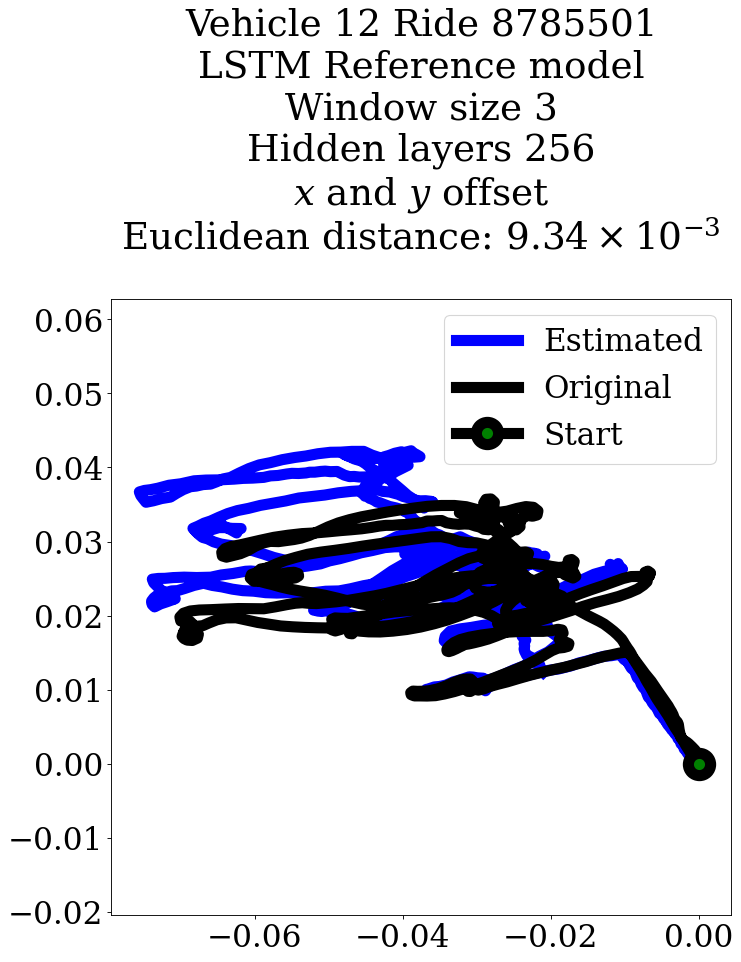 Vehicle 12 Ride 8785501
LSTM Reference model
Window size 3
Hidden layers 256
x and y offset
Euclidean distance: 9.34 × 10⁻³
Estimated
Original
Start
0.06
0.05
0.04
0.03
0.02
0.01
0.00
−0.01
−0.02
−0.06 −0.04 −0.02 0.00